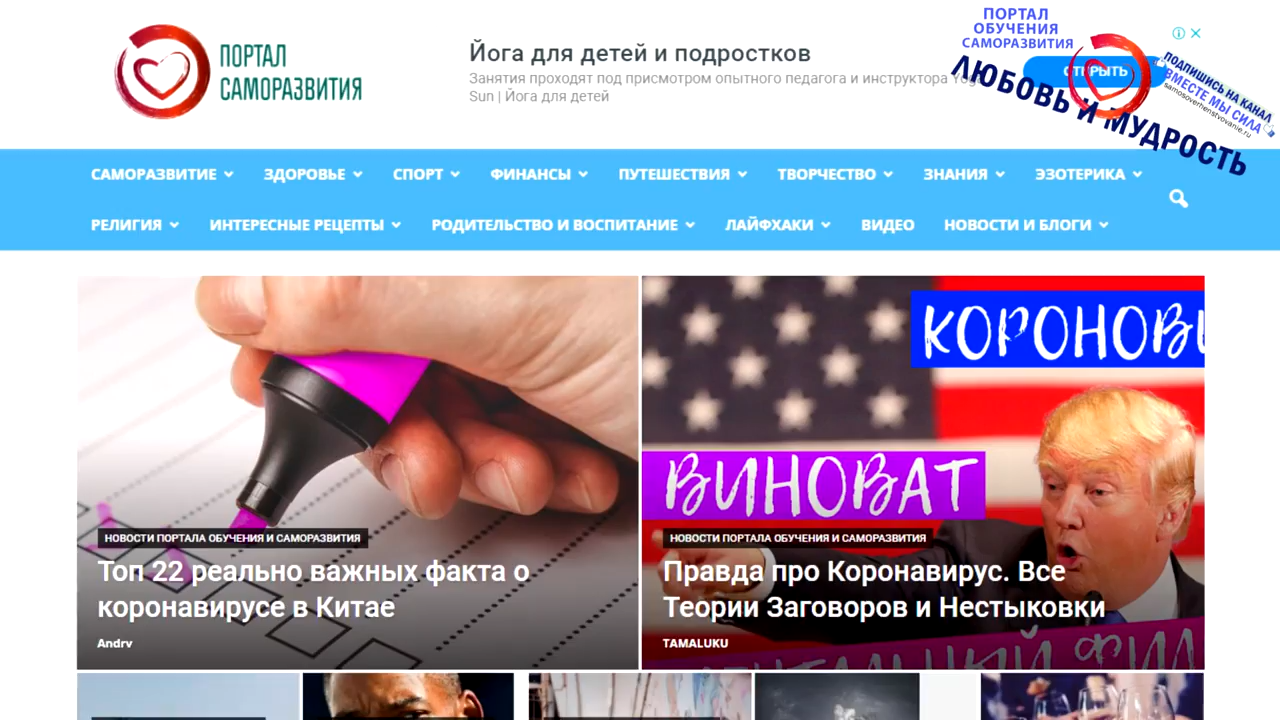 ПОРТАЛ
САМОРАЗВИТИЯ
Йога для детей и подростков
Занятия проходят под присмотром опытного педагога и инструктора
Sun | Йога для детей
ПОРТАЛ
ОБУЧЕНИЯ
САМОРАЗВИТИЯ
ОТКРЫТЬ
ЛЮБОВЬ И МУДРОСТЬ
ПОДПИШИСЬ НА КАНАЛ
ВМЕСТЕ МЫ СИЛА
samosoverhenstvovanie.ru
САМОРАЗВИТИЕ ЗДОРОВЬЕ СПОРТ ФИНАНСЫ ПУТЕШЕСТВИЯ ТВОРЧЕСТВО ЗНАНИЯ ЭЗОТЕРИКА
РЕЛИГИЯ ИНТЕРЕСНЫЕ РЕЦЕПТЫ РОДИТЕЛЬСТВО И ВОСПИТАНИЕ ЛАЙФХАКИ ВИДЕО НОВОСТИ И БЛОГИ
НОВОСТИ ПОРТАЛА ОБУЧЕНИЯ И САМОРАЗВИТИЯ
Топ 22 реально важных факта о
коронавирусе в Китае
Andrv
КОРОНОВ
ВИНОВАТ
НОВОСТИ ПОРТАЛА ОБУЧЕНИЯ И САМОРАЗВИТИЯ
Правда про Коронавирус. Все
Теории Заговоров и Нестыковки
TAMALUKU